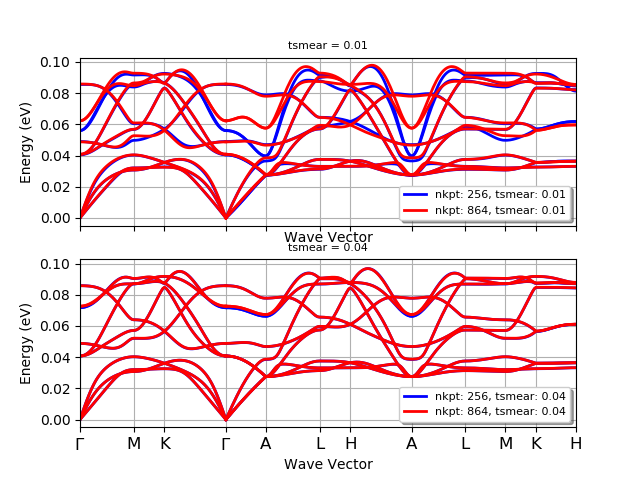 tsmear = 0.01
0.10
0.08
0.06
0.04
0.02
0.00
Energy (eV)
nkpt: 256, tsmear: 0.01
nkpt: 864, tsmear: 0.01
Wave Vector
tsmear = 0.04
0.10
0.08
0.06
0.04
0.02
0.00
Energy (eV)
nkpt: 256, tsmear: 0.04
nkpt: 864, tsmear: 0.04
Γ M K Γ A L H A L M K H
Wave Vector